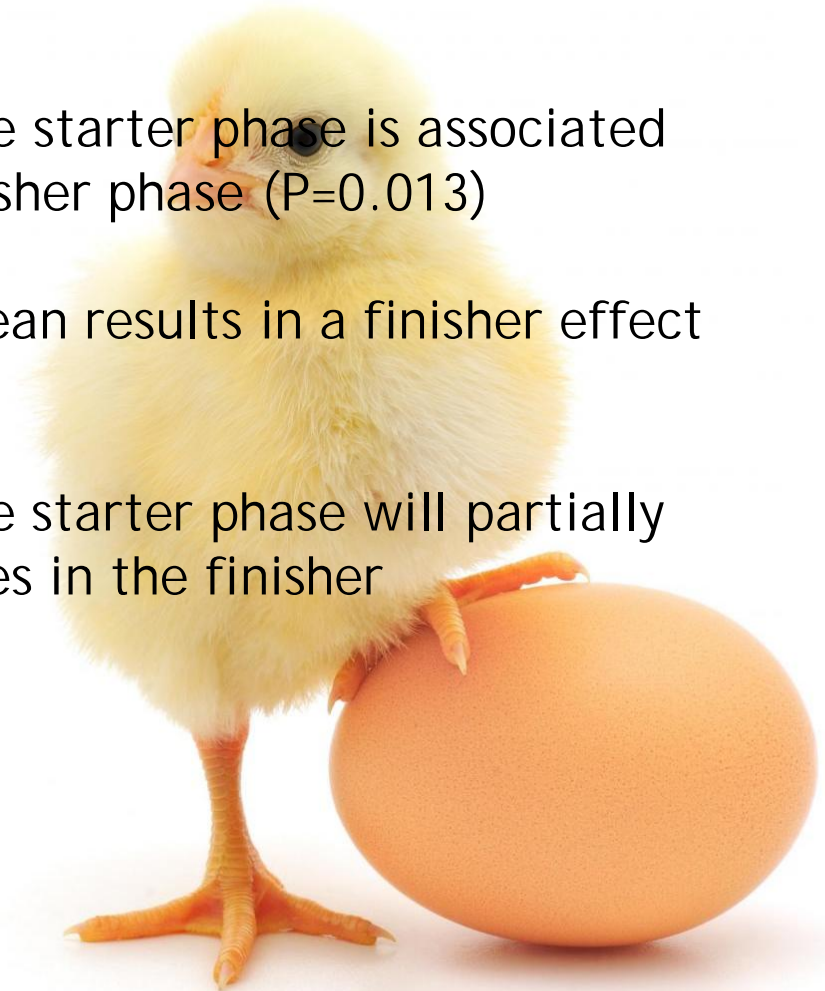 e starter phase is associated
sher phase (P=0.013)
ean results in a finisher effect
e starter phase will partially
es in the finisher